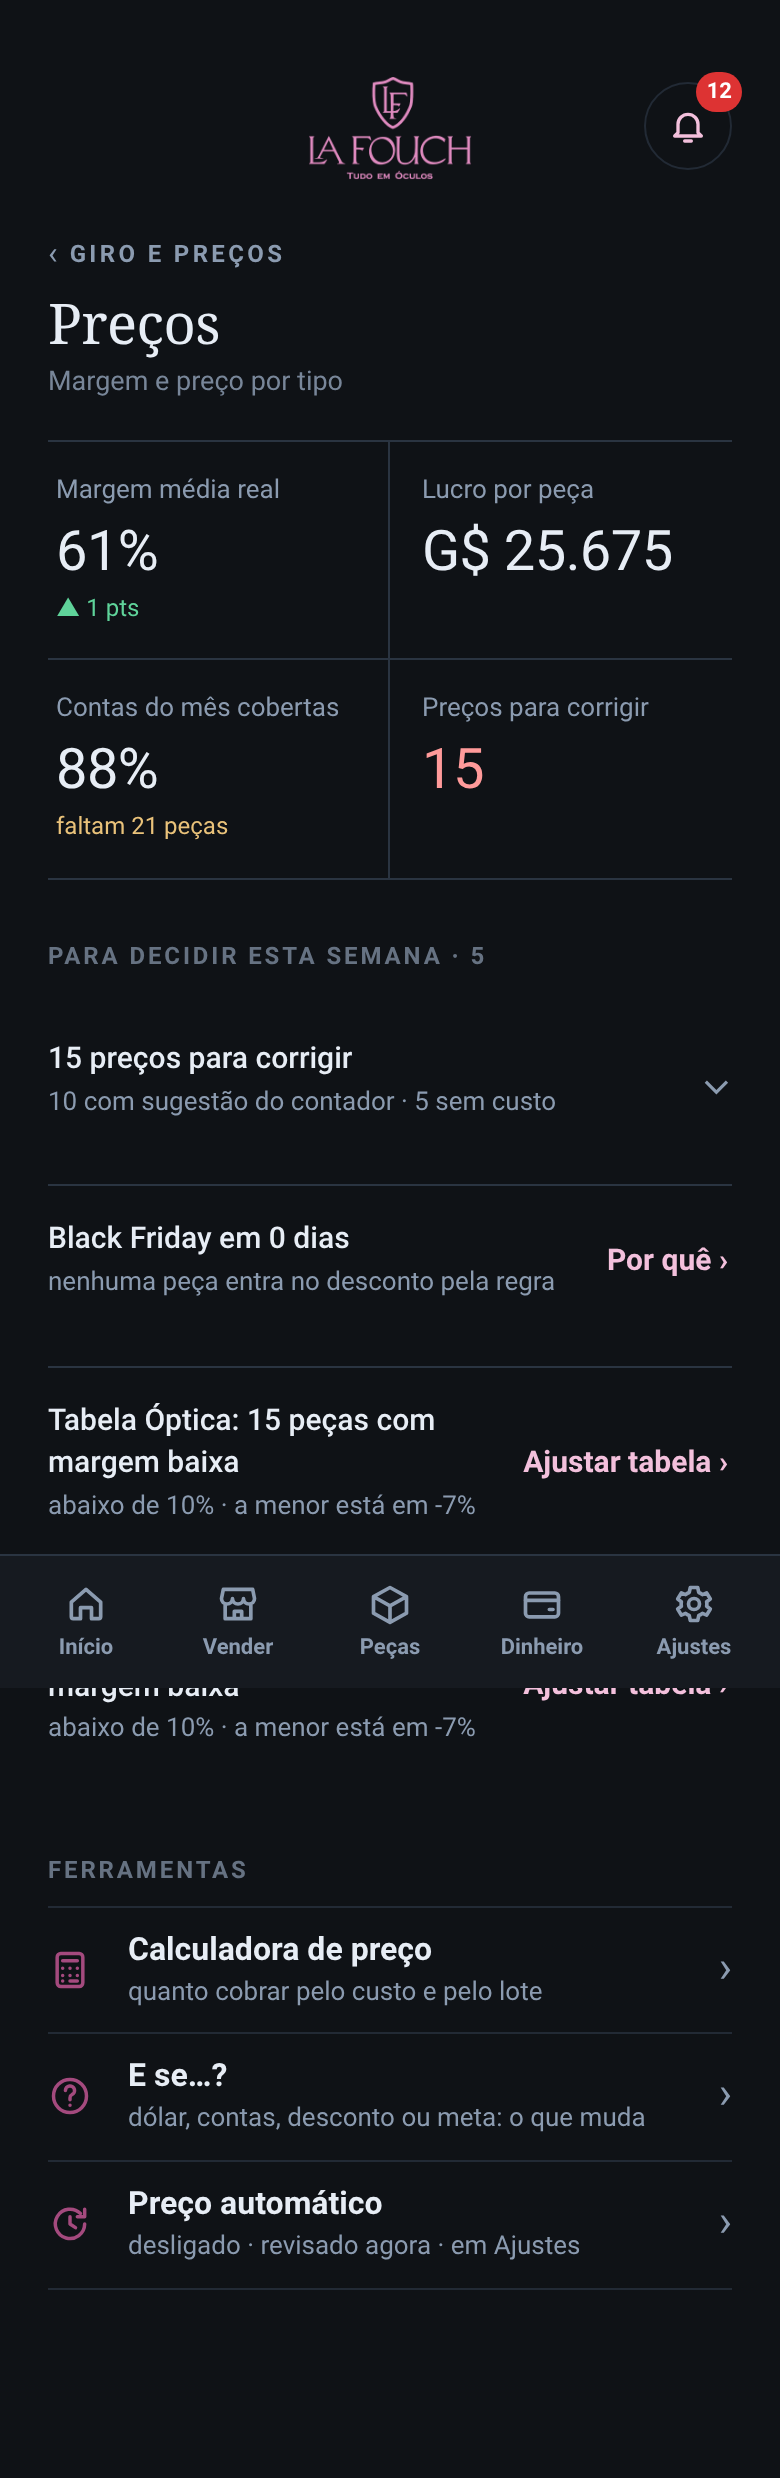 LF
LA FOUCH
TUDO EM ÓCULOS
12
‹ GIRO E PREÇOS
Preços
Margem e preço por tipo
Margem média real
61%
▲ 1 pts
Lucro por peça
G$ 25.675
Contas do mês cobertas
88%
faltam 21 peças
Preços para corrigir
15
PARA DECIDIR ESTA SEMANA · 5
15 preços para corrigir
10 com sugestão do contador · 5 sem custo
Black Friday em 0 dias
nenhuma peça entra no desconto pela regra
Por quê ›
Tabela Óptica: 15 peças com
margem baixa
abaixo de 10% · a menor está em -7%
Ajustar tabela ›
Início
Vender
Peças
Dinheiro
Ajustes
margem baixa
Ajustar tabela ›
abaixo de 10% · a menor está em -7%
FERRAMENTAS
Calculadora de preço
quanto cobrar pelo custo e pelo lote
›
E se…?
dólar, contas, desconto ou meta: o que muda
›
Preço automático
desligado · revisado agora · em Ajustes
›